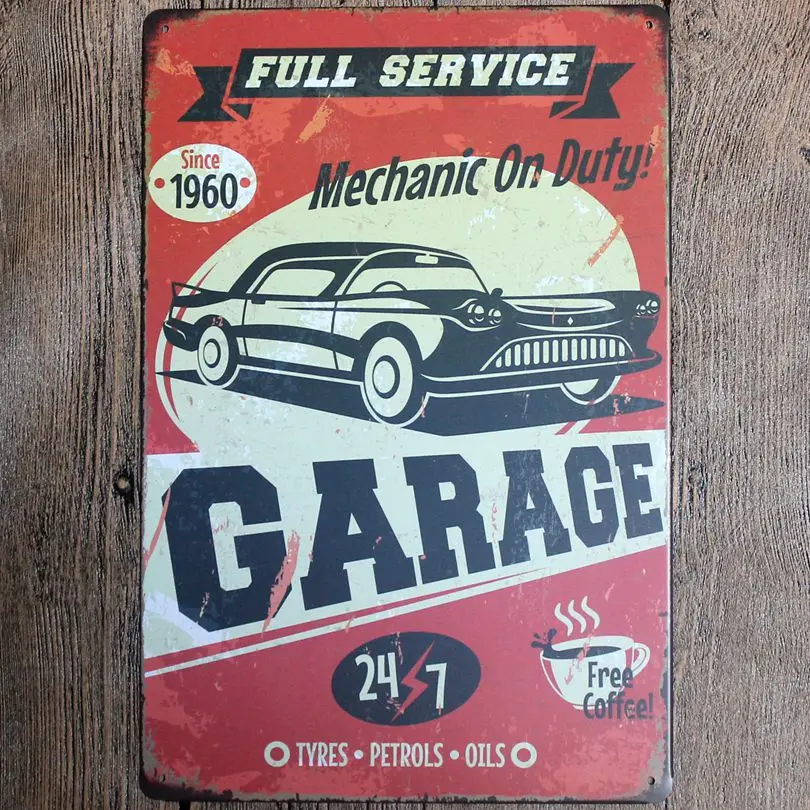 FULL SERVICE
Since
1960
Mechanic On Duty!
GARAGE
24 7
Free
Coffee!
TYRES • PETROLS • OILS